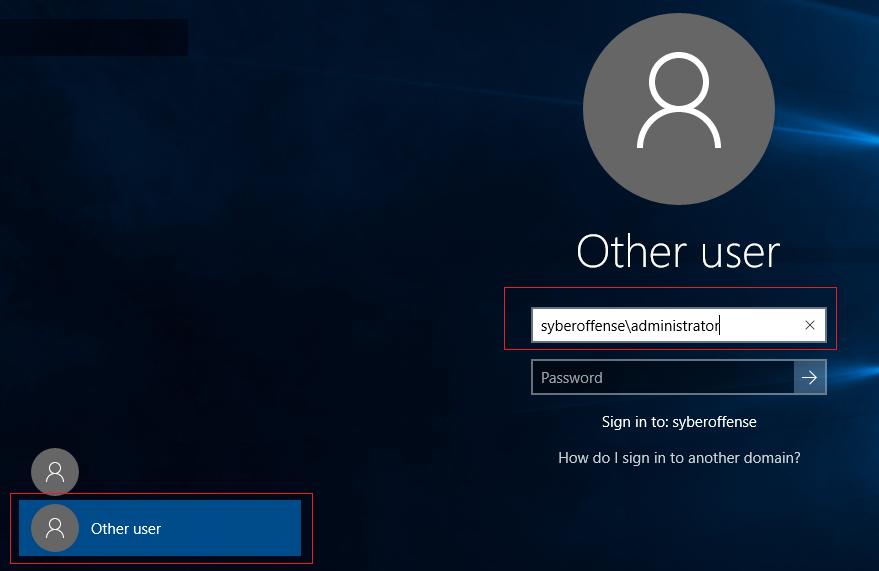 Other user
syberoffense\administrator
Password
Sign in to: syberoffense
How do I sign in to another domain?
Other user